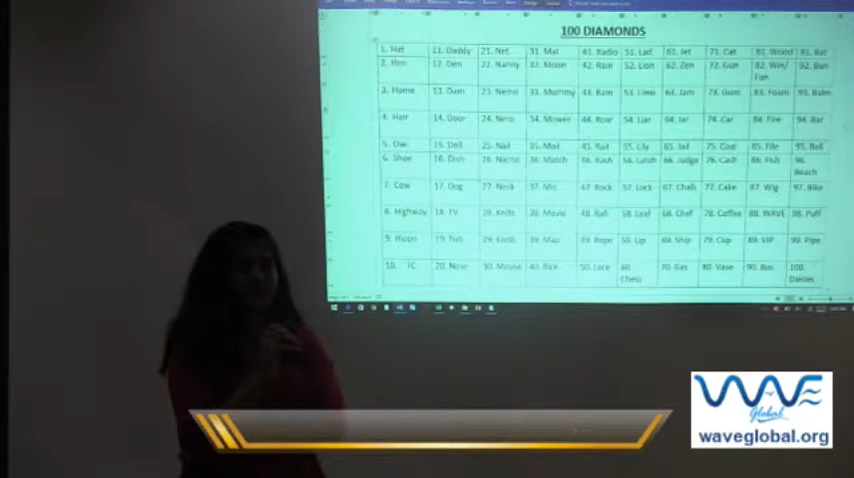 100 DIAMONDS
1. Hat 11. Daddy 21. Net 31. Mat 41. Radio 51. Lad 61. Jet 71. Cat 81. Wood 91. Bat
2. Hen 12. Den 22. Nanny 32. Moon 42. Rain 52. Lion 62. Zen 72. Gun 82. Win/ 92. Bun
Fan
3. Home 13. Dam 23. Nemo 33. Mummy 43. Ram 53. 63. Jam 73. Gum 83. Foam 93. Balm
4. Hair 14. Door 24. Nero 34. Mower 44. Roar 54. Liar 64. Jar 74. Car 84. Fire 94. Bar
5. Owl 15. Doll 25. Nail 35. Mail 45. Rail 55. Lily 65. Jail 75. Coal 85. File 95. Ball
6. Shoe 16. Dish 26. Nacho 36. Match 46. Rash 56. 66. Judge 76. Cash 86. Fish 96.
Beach
7. Cow 17. Dog 27. Neck 37. Mic 47. Rock 57. Lock 67. Chalk 77. Cake 87. Wig 97. Bike
8. Highway 18. TV 28. Knife 38. Movie 48. 58. Leaf 68. Chef 78. Coffee 88. WAVE 98. Puff
9. Hippo 19. Tub 29. Knob 39. Map 49. Rope 59. Lip 69. Ship 79. Cup 89. VIP 99. Pipe
10. 20. Nose 30. Mouse 40. Rice 50. Lace 60. 70. Gas 80. Vase 90. Bus 100.
Chess Daisies
WAVE
Global
waveglobal.org